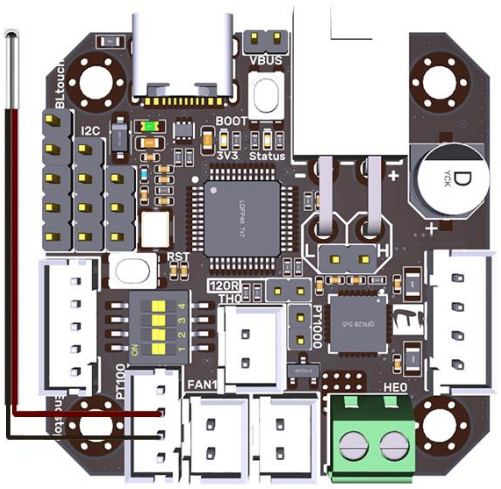 VBUS
BLtouch
I2C
BOOT
3V3
Status
D
YCK
+
+
LQFP48 7x7
RST
L
H
120R
TH0
PT1000
QFN28 5x5
ON
1 2 3 4
PT100
FAN1
HE0
Endstop